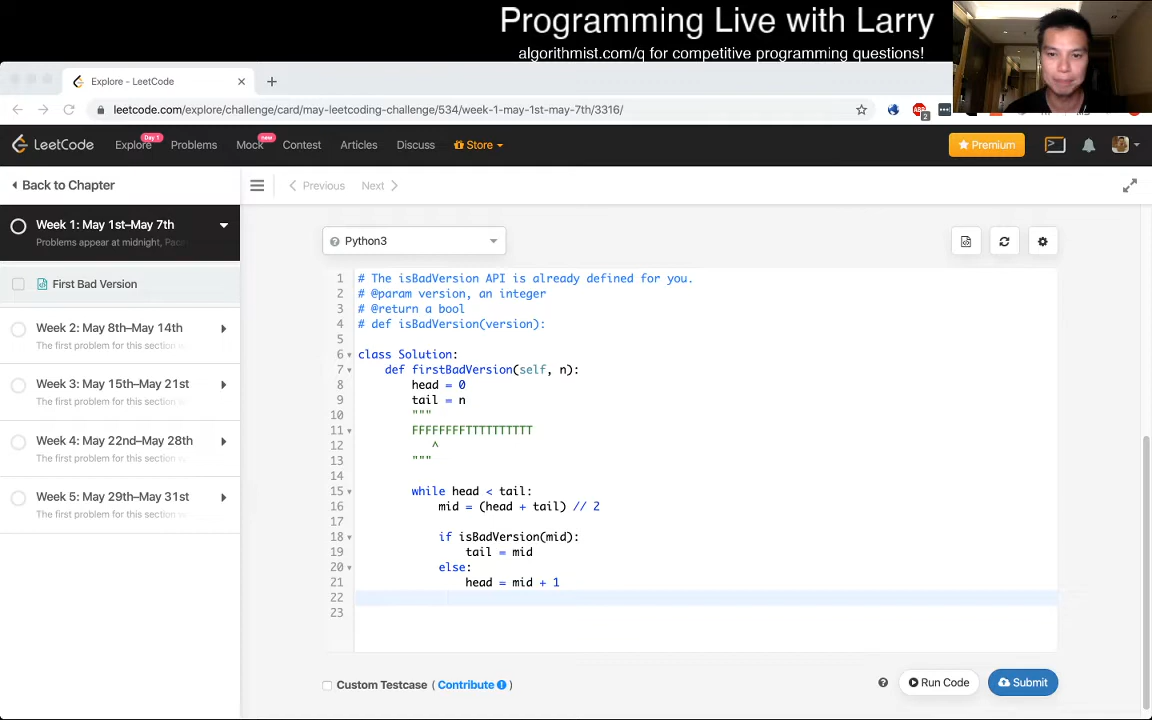 Programming Live with Larry
algorithmist.com/q for competitive programming questions!
Explore - LeetCode
leetcode.com/explore/challenge/card/may-leetcoding-challenge/534/week-1-may-1st-may-7th/3316/
ABP
2
LeetCode
Explore
Day 1
Problems
Mock
new
Contest
Articles
Discuss
Store
Premium
Back to Chapter
Previous
Next
Week 1: May 1st–May 7th
Problems appear at midnight,
First Bad Version
Week 2: May 8th–May 14th
The first problem for this section
Week 3: May 15th–May 21st
The first problem for this section
Week 4: May 22nd–May 28th
The first problem for this section
Week 5: May 29th–May 31st
The first problem for this section
Python3
1 # The isBadVersion API is already defined for you.
2 # @param version, an integer
3 # @return a bool
4 # def isBadVersion(version):
5
6 class Solution:
7 def firstBadVersion(self, n):
8 head = 0
9 tail = n
10 """
11 FFFFFFFFTTTTTTTTTT
12 ^
13 """
14
15 while head < tail:
16 mid = (head + tail) // 2
17
18 if isBadVersion(mid):
19 tail = mid
20 else:
21 head = mid + 1
22
23
Custom Testcase ( Contribute )
Run Code
Submit